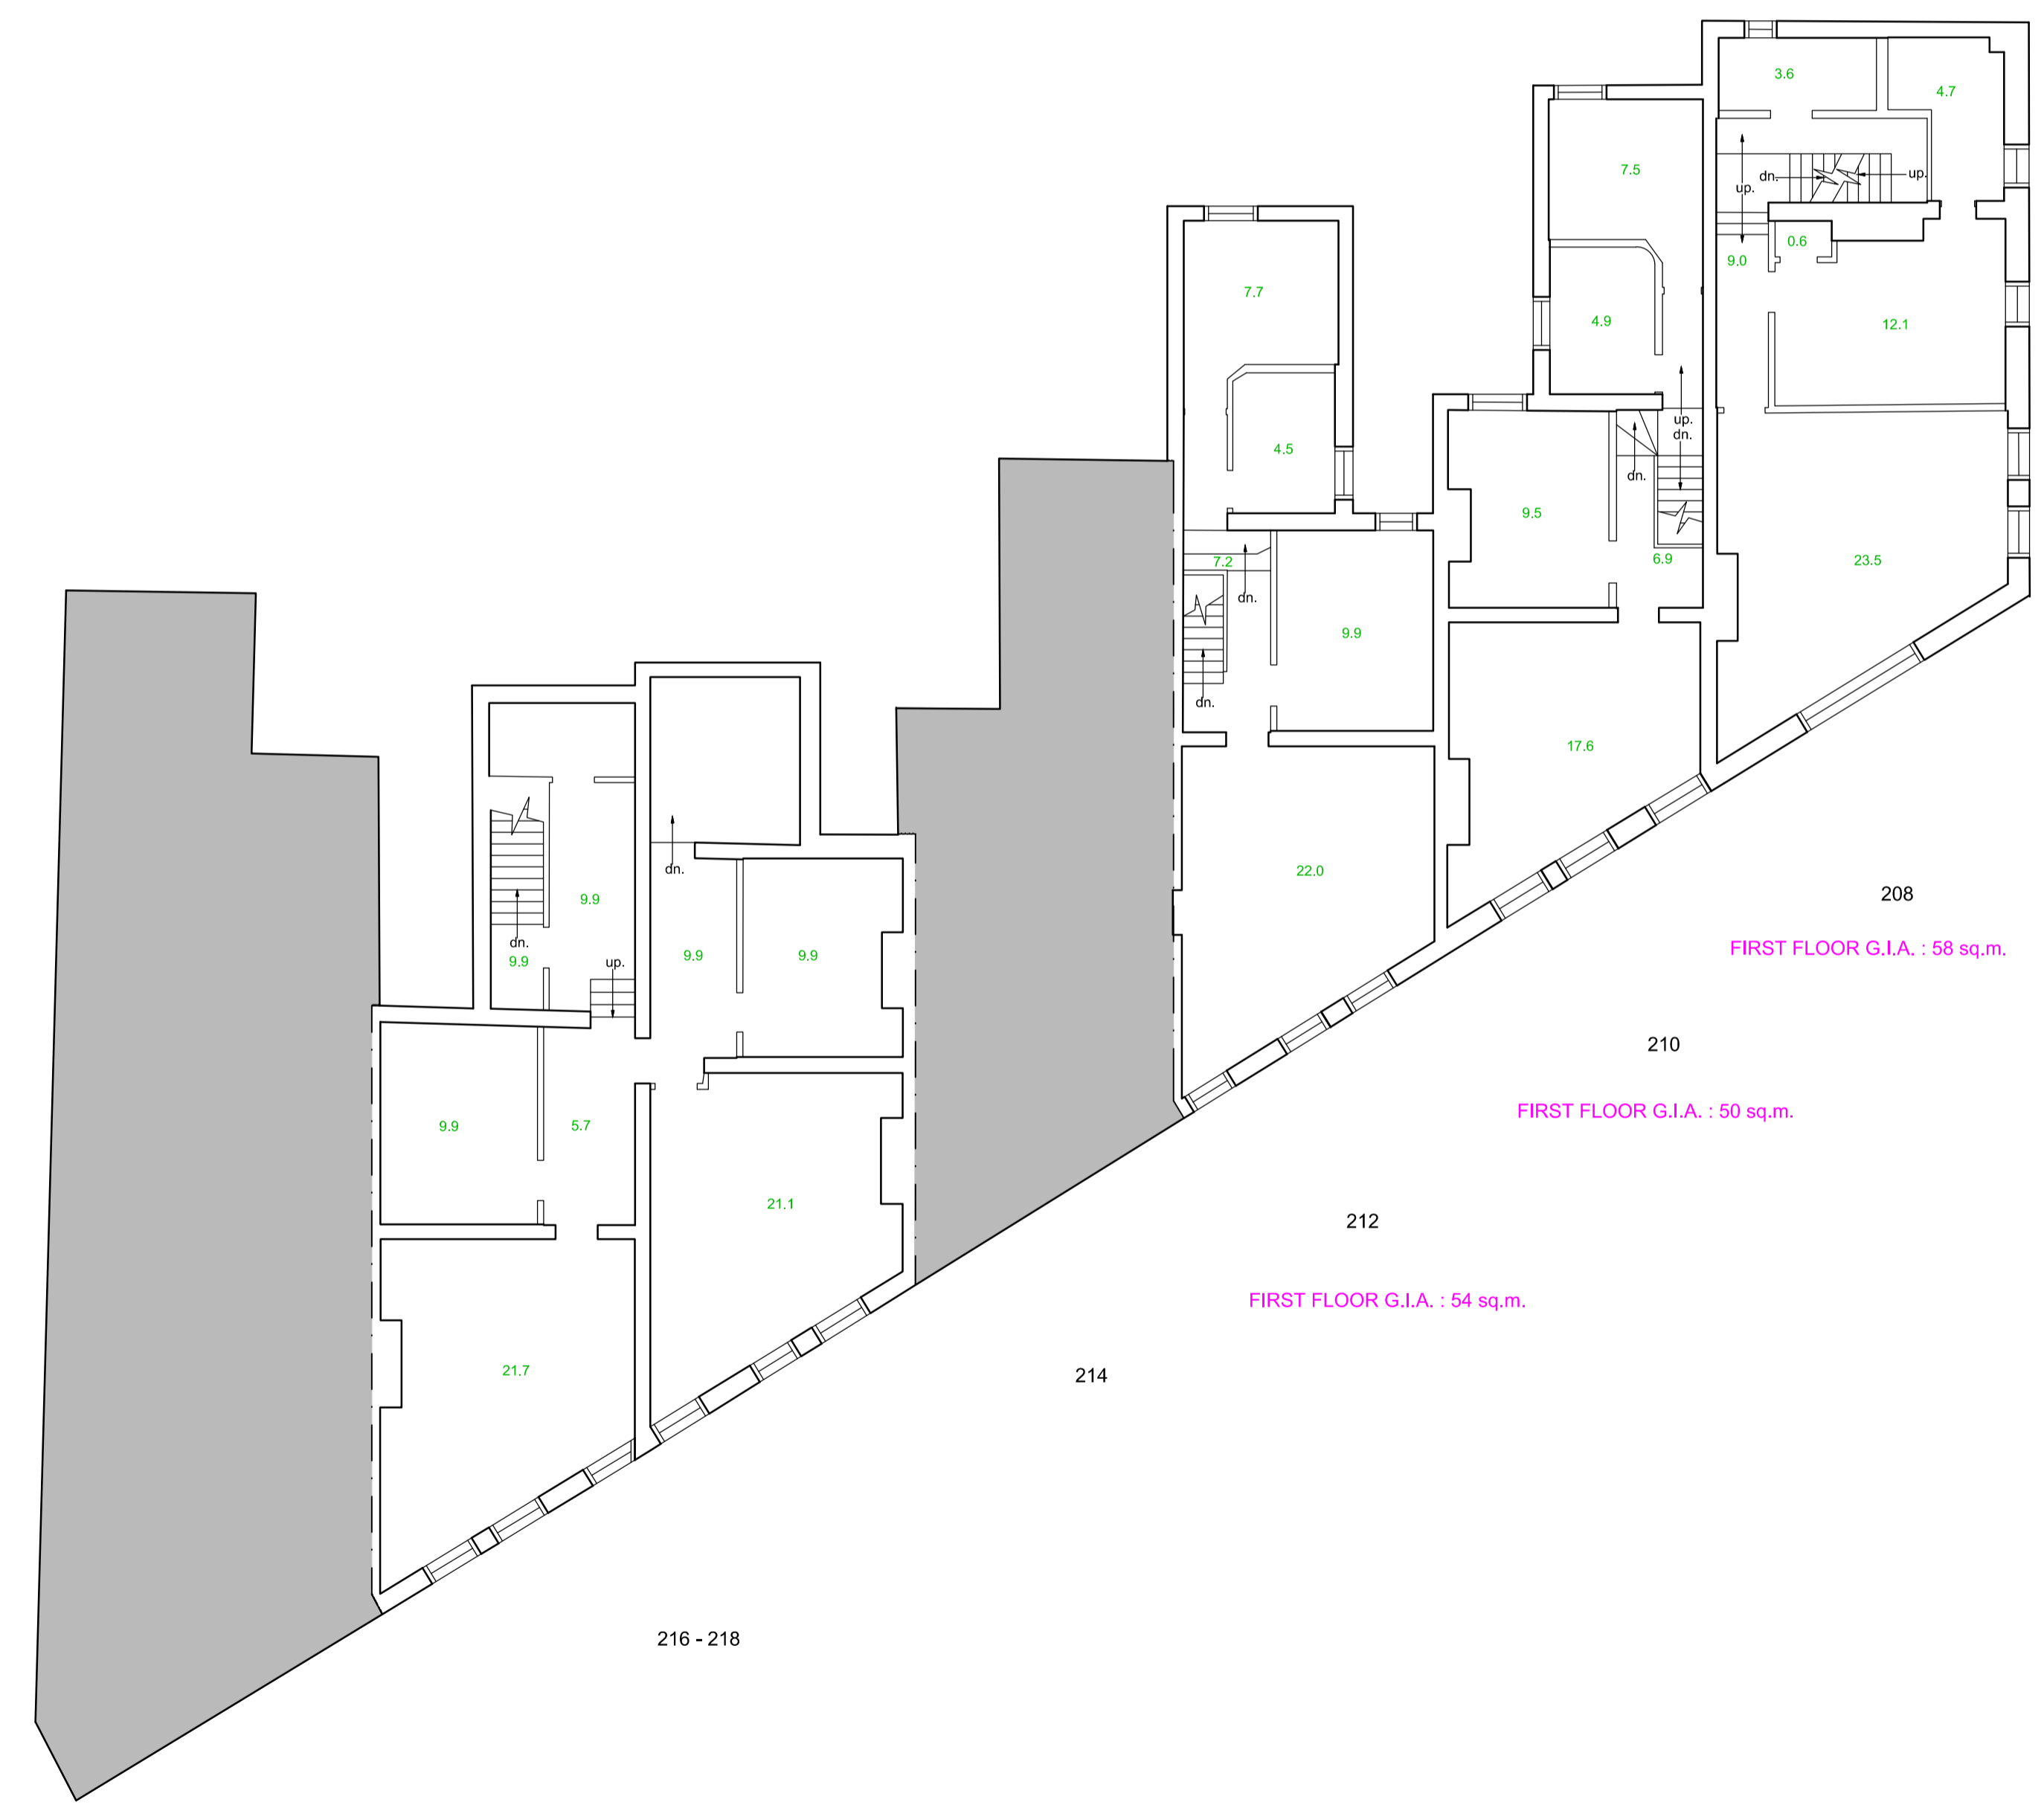 3.6
4.7
7.5
dn.
up.
up.
0.6
9.0
7.7
4.9
12.1
up.
dn.
4.5
dn.
9.5
7.2
6.9
23.5
dn.
9.9
dn.
17.6
22.0
dn.
208
9.9
dn.
FIRST FLOOR G.I.A. : 58 sq.m.
9.9
9.9
9.9
up.
210
FIRST FLOOR G.I.A. : 50 sq.m.
9.9
5.7
21.1
212
FIRST FLOOR G.I.A. : 54 sq.m.
21.7
214
216 - 218